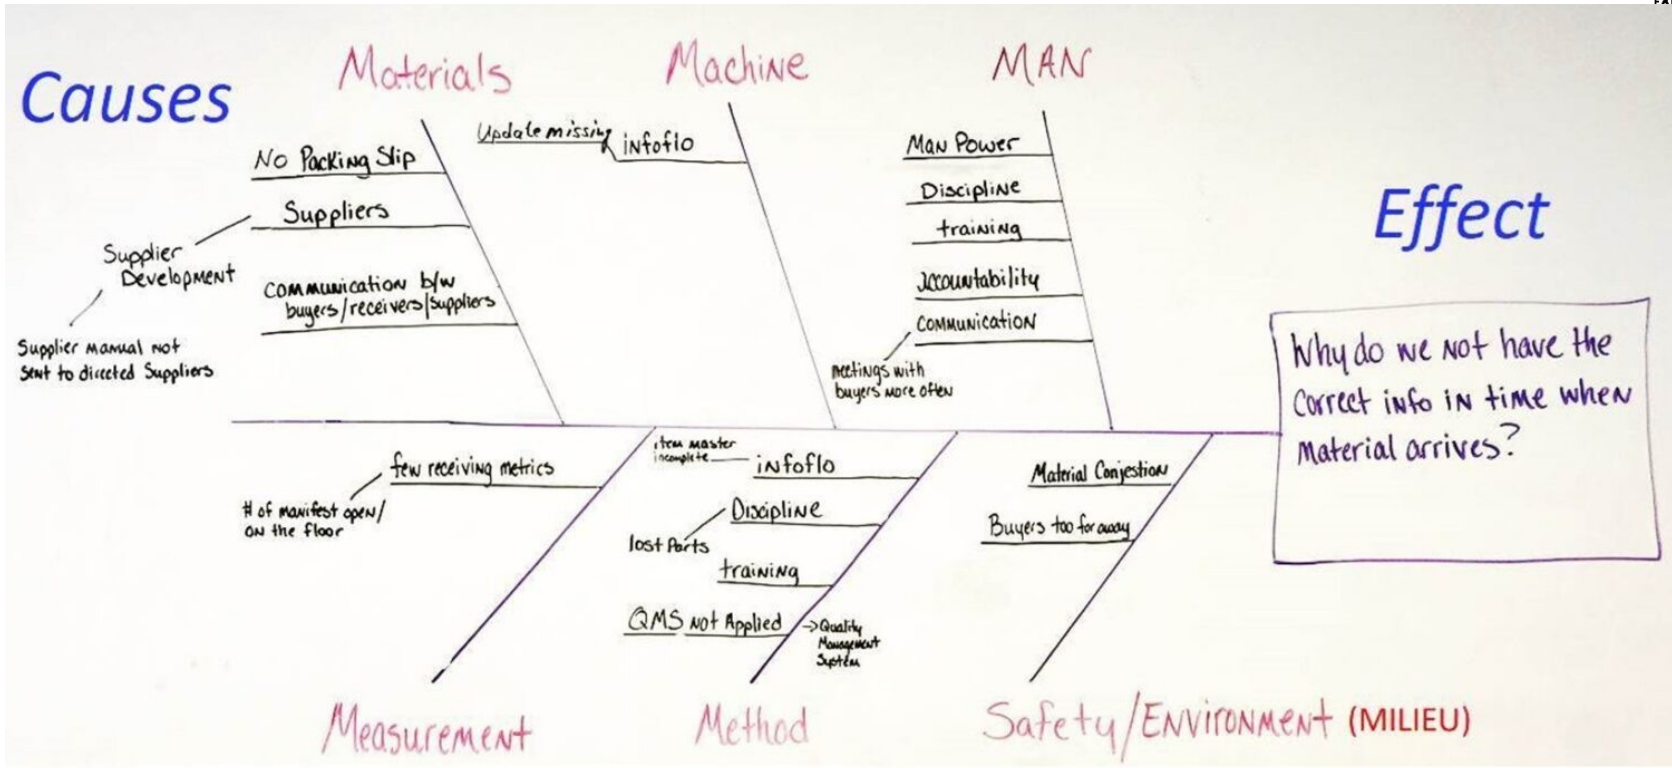 Causes
Materials
Machine
MAN
No Packing Slip
Suppliers
Supplier
Development
Supplier manual not
sent to directed Suppliers
Communication b/w
buyers/receivers/suppliers
Update missing
infoflo
Man Power
Discipline
training
accountability
Communication
meetings with
buyers more often
Effect
Why do we not have the
correct info in time when
Material arrives?
few receiving metrics
# of manifest open/
on the floor
item master
incomplete
infoflo
Discipline
lost Parts
training
QMS not Applied
→Quality
Management
System
Material Conjestion
Buyers too far away
Measurement
Method
Safety/Environment (MILIEU)